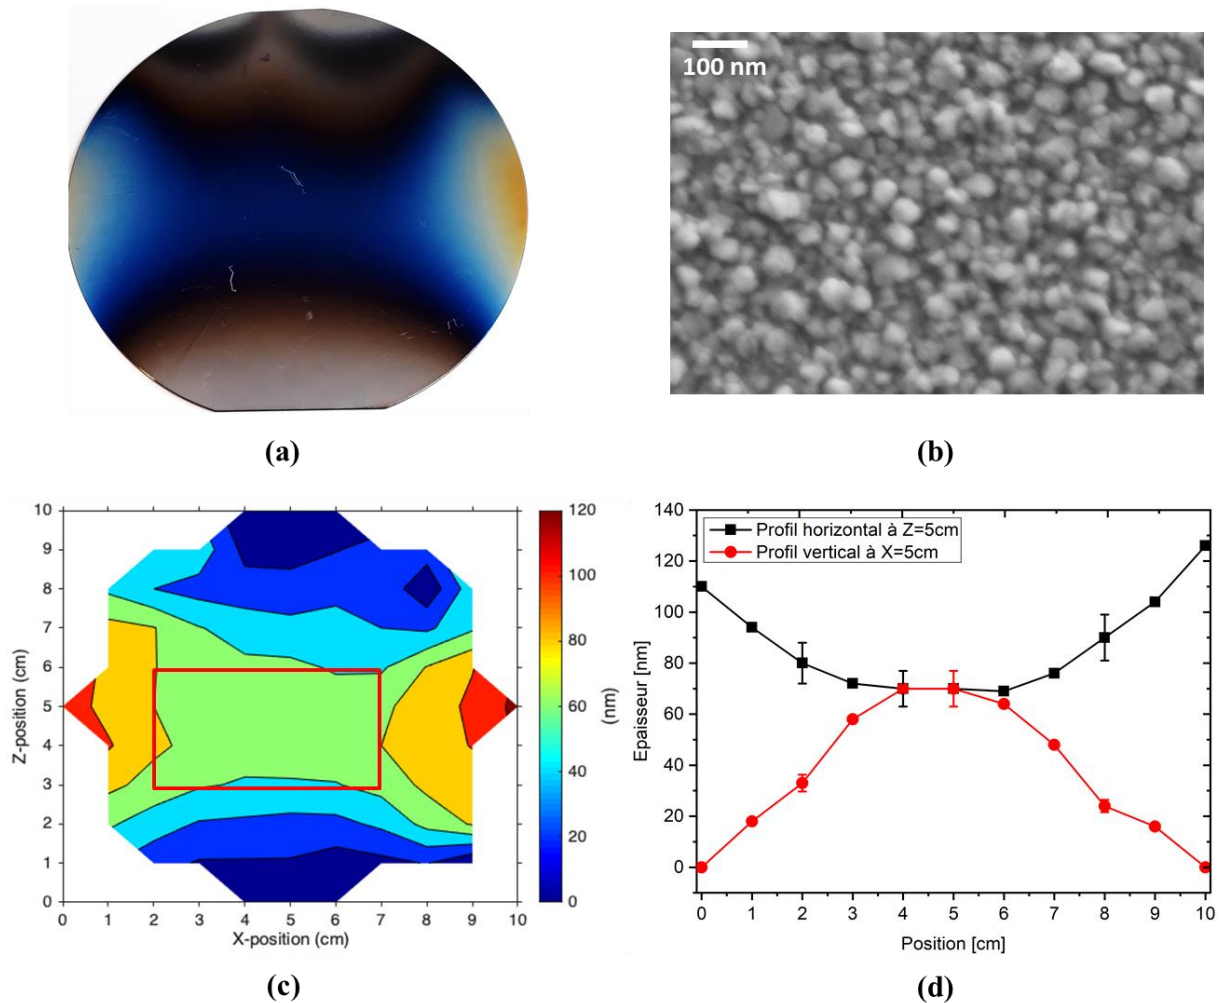 100 nm
(a)
(b)
10
9
8
7
6
5
4
3
2
1
0
Z-position (cm)
0 1 2 3 4 5 6 7 8 9 10
X-position (cm)
120
100
80
60
40
20
0
(nm)
(c)
Profil horizontal à Z=5cm
Profil vertical à X=5cm
140
120
100
80
60
40
20
0
Epaisseur [nm]
0 1 2 3 4 5 6 7 8 9 10
Position [cm]
(d)